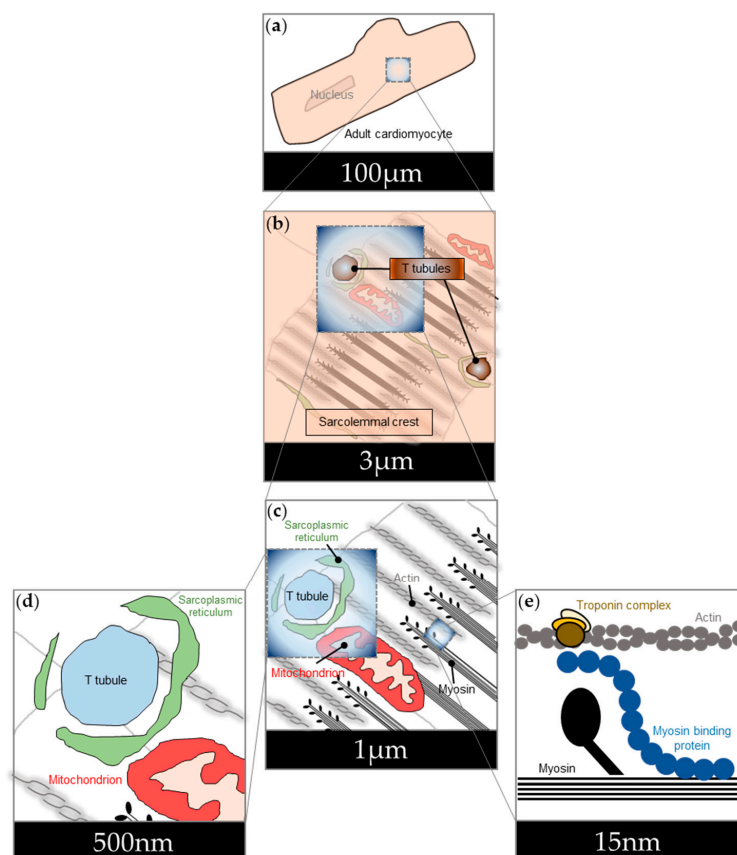 (a)
Nucleus
Adult cardiomyocyte
100µm
(b)
T tubules
Sarcolemmal crest
3µm
(c)
Sarcoplasmic
reticulum
T tubule
Actin
Mitochondrion
Myosin
1µm
(d)
Sarcoplasmic
reticulum
T tubule
Mitochondrion
500nm
(e)
Troponin complex
Actin
Myosin binding
protein
Myosin
15nm